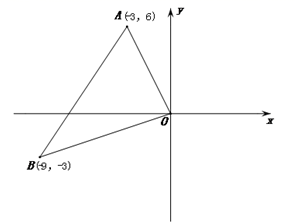 y
A(-3, 6)
O
x
B(-9, -3)